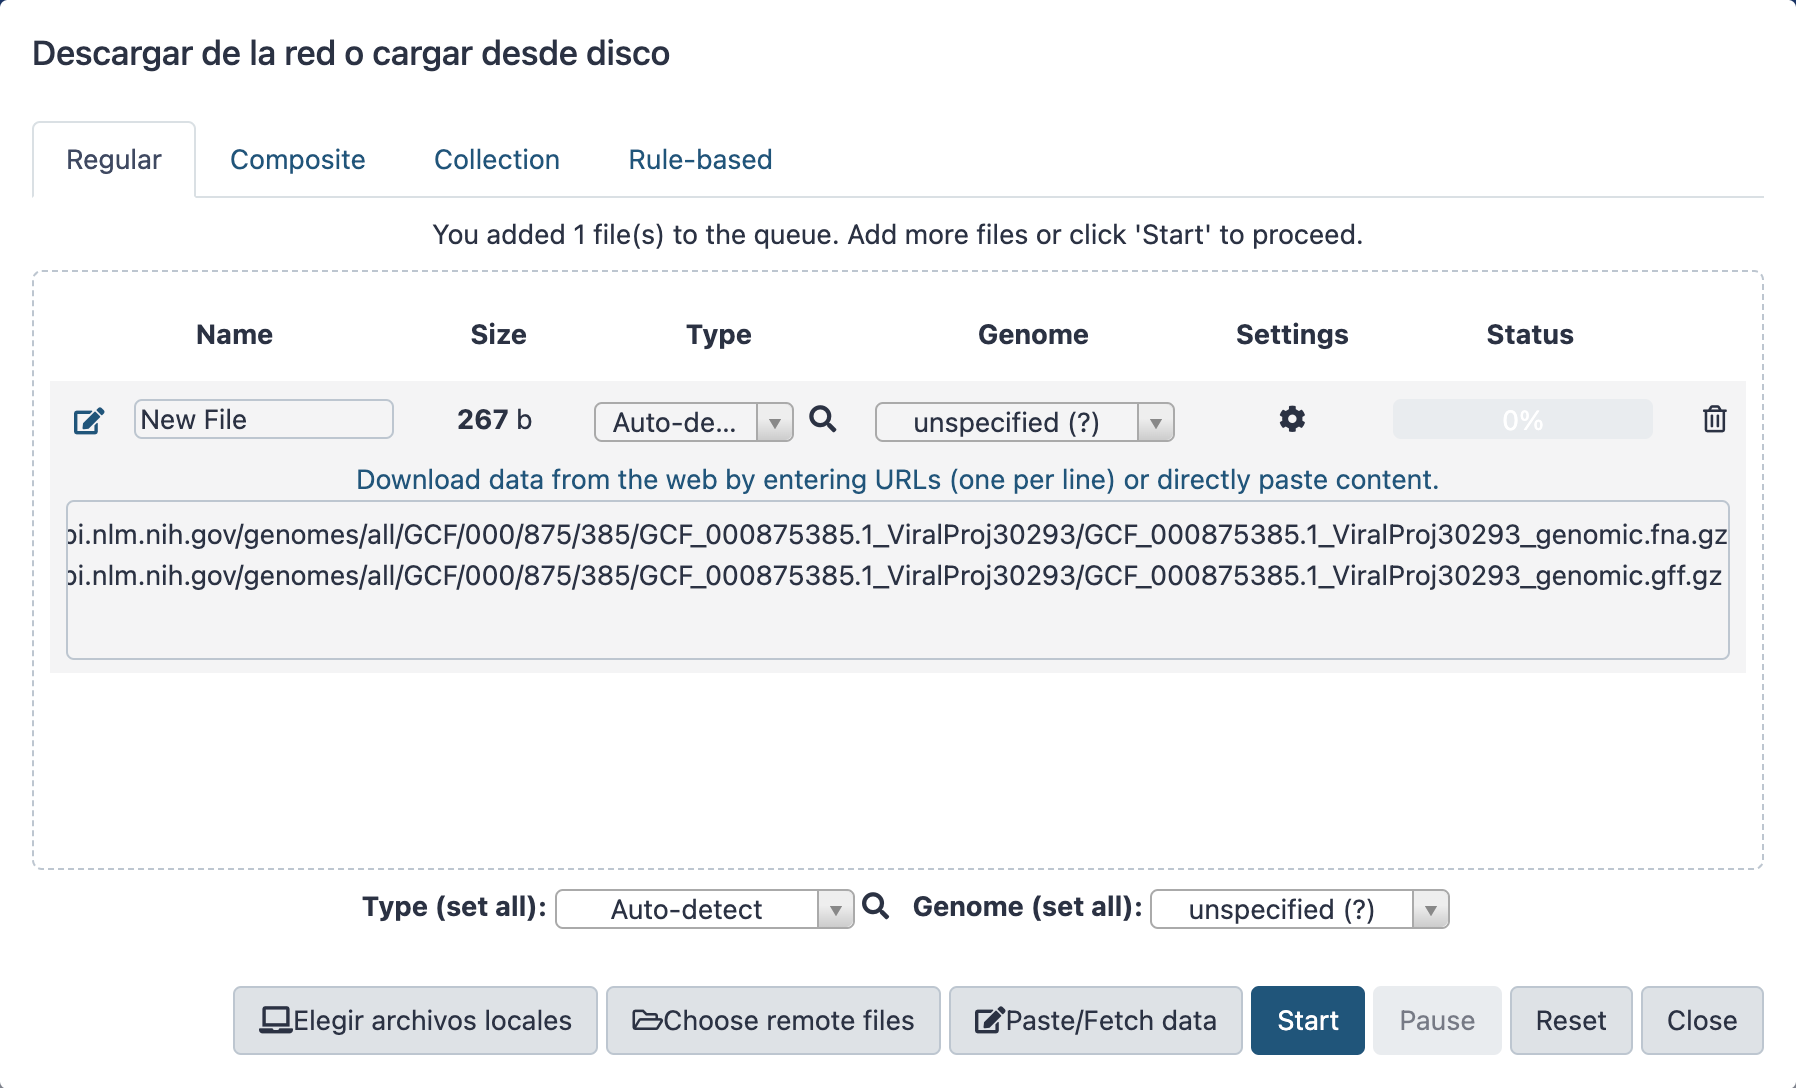 Descargar de la red o cargar desde disco
Regular Composite Collection Rule-based
You added 1 file(s) to the queue. Add more files or click 'Start' to proceed.
Name Size Type Genome Settings Status
New File 267 b Auto-de... unspecified (?) 0%
Download data from the web by entering URLs (one per line) or directly paste content.
bi.nlm.nih.gov/genomes/all/GCF/000/875/385/GCF_000875385.1_ViralProj30293/GCF_000875385.1_ViralProj30293_genomic.fna.gz
bi.nlm.nih.gov/genomes/all/GCF/000/875/385/GCF_000875385.1_ViralProj30293/GCF_000875385.1_ViralProj30293_genomic.gff.gz
Type (set all): Auto-detect Genome (set all): unspecified (?)
Elegir archivos locales Choose remote files Paste/Fetch data Start Pause Reset Close